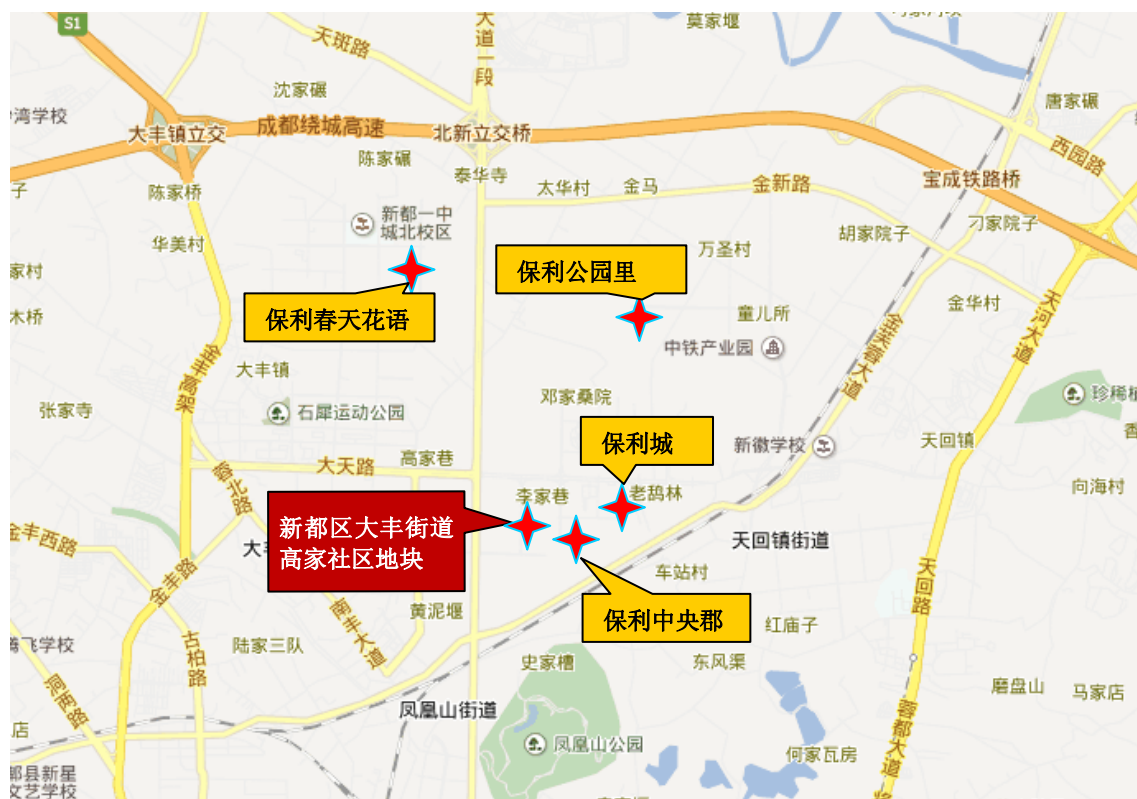 S1
天斑路
大道一段
莫家堰
沈家碾
唐家碾
湾学校
大丰镇立交
成都绕城高速
北新立交桥
西园路
陈家碾
泰华寺
太华村
金马
金新路
宝成铁路桥
陈家桥
新都一中
城北校区
刁家院子
胡家院子
华美村
万圣村
家村
保利公园里
木桥
保利春天花语
童儿所
金华村
天河大道
中铁产业园
金芙蓉大道
金丰高架
大丰镇
邓家桑院
珍稀植
张家寺
石犀运动公园
保利城
新徽学校
天回镇
大天路
高家巷
蓉北路
李家巷
老鸹林
向海村
新都区大丰街道
高家社区地块
金丰西路
天回镇街道
金丰路
车站村
天回路
南丰大道
黄泥堰
保利中央郡
红庙子
腾飞学校
古柏路
陆家三队
史家槽
东风渠
洞两路
磨盘山
马家店
凤凰山街道
店
蓉都大道
凤凰山公园
何家瓦房
郫县新星
文艺学校